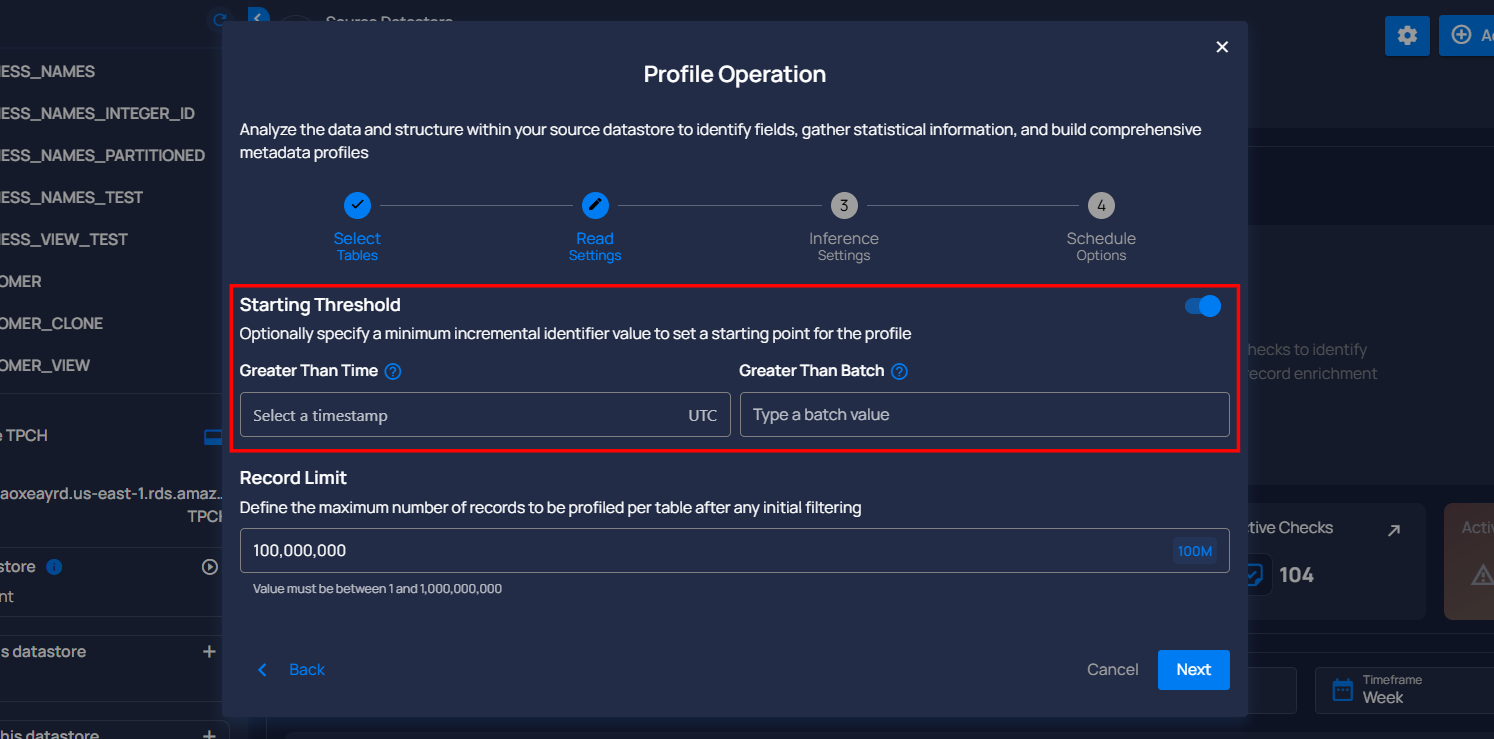 Source Datastore
ESS_NAMES
ESS_NAMES_INTEGER_ID
ESS_NAMES_PARTITIONED
ESS_NAMES_TEST
ESS_VIEW_TEST
OMER
OMER_CLONE
OMER_VIEW
TPCH
aoxeayrd.us-east-1.rds.amaz...
TPCH
store
nt
s datastore
his datastore
Profile Operation
Analyze the data and structure within your source datastore to identify fields, gather statistical information, and build comprehensive
metadata profiles
Select
Tables
Read
Settings
3
Inference
Settings
4
Schedule
Options
Starting Threshold
Optionally specify a minimum incremental identifier value to set a starting point for the profile
Greater Than Time
Greater Than Batch
Select a timestamp UTC
Type a batch value
Record Limit
Define the maximum number of records to be profiled per table after any initial filtering
100,000,000 100M
Value must be between 1 and 1,000,000,000
Back
Cancel
Next
hecks to identify
ecord enrichment
tive Checks
104
Activ
Timeframe
Week